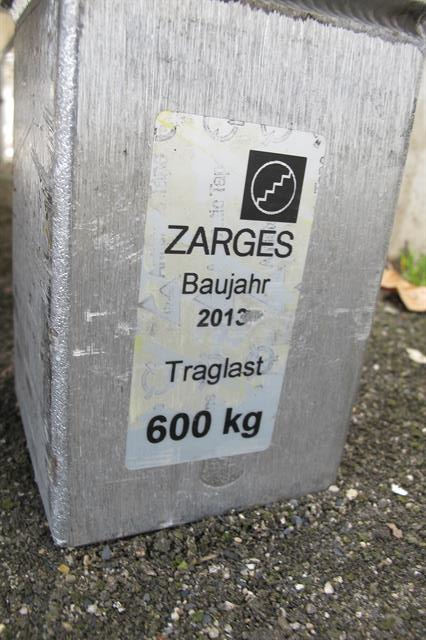 ZARGES
Baujahr
2013
Traglast
600 kg